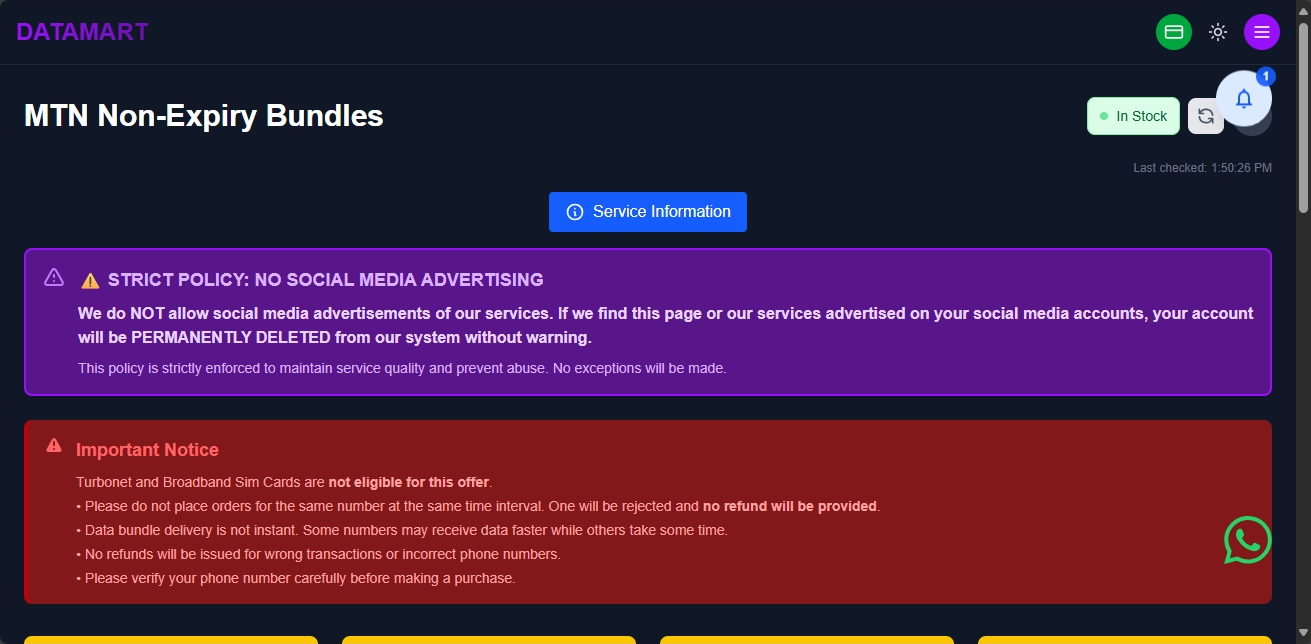 DATAMART
1
MTN Non-Expiry Bundles
In Stock
Last checked: 1:50:26 PM
Service Information
⚠️ STRICT POLICY: NO SOCIAL MEDIA ADVERTISING
We do NOT allow social media advertisements of our services. If we find this page or our services advertised on your social media accounts, your account
will be PERMANENTLY DELETED from our system without warning.
This policy is strictly enforced to maintain service quality and prevent abuse. No exceptions will be made.
Important Notice
Turbonet and Broadband Sim Cards are not eligible for this offer.
• Please do not place orders for the same number at the same time interval. One will be rejected and no refund will be provided.
• Data bundle delivery is not instant. Some numbers may receive data faster while others take some time.
• No refunds will be issued for wrong transactions or incorrect phone numbers.
• Please verify your phone number carefully before making a purchase.